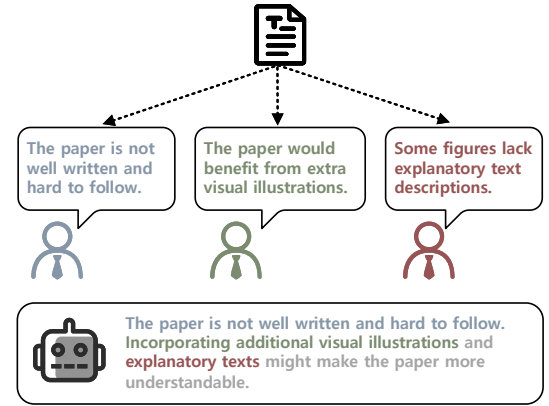 The paper is not
well written and
hard to follow.
The paper would
benefit from extra
visual illustrations.
Some figures lack
explanatory text
descriptions.
The paper is not well written and hard to follow.
Incorporating additional visual illustrations and
explanatory texts might make the paper more
understandable.